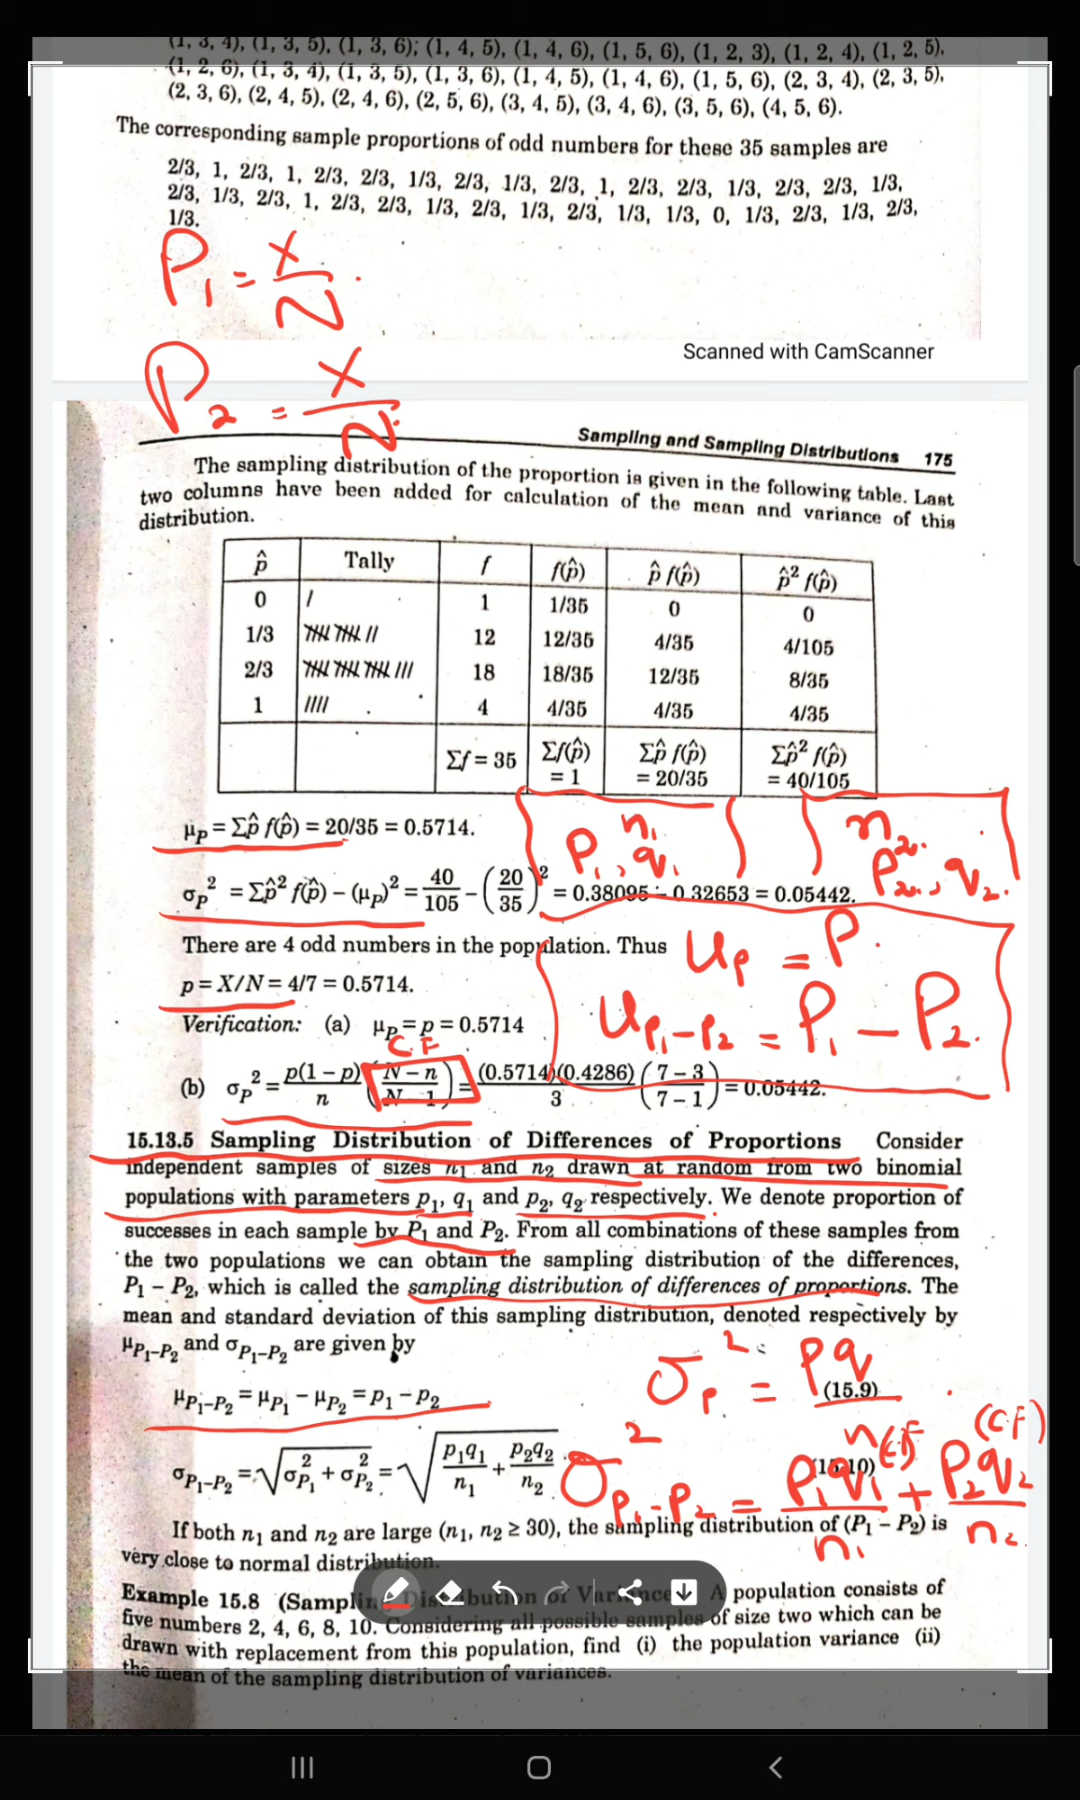 (1, 3, 4), (1, 3, 5), (1, 3, 6); (1, 4, 5), (1, 4, 6), (1, 5, 6), (1, 2, 3), (1, 2, 4), (1, 2, 5),
(1, 2, 6), (1, 3, 4), (1, 3, 5), (1, 3, 6), (1, 4, 5), (1, 4, 6), (1, 5, 6), (2, 3, 4), (2, 3, 5),
(2, 3, 6), (2, 4, 5), (2, 4, 6), (2, 5, 6), (3, 4, 5), (3, 4, 6), (3, 5, 6), (4, 5, 6).
The corresponding sample proportions of odd numbers for these 35 samples are
2/3, 1, 2/3, 1, 2/3, 2/3, 1/3, 2/3, 1/3, 2/3, 1, 2/3, 2/3, 1/3, 2/3, 2/3, 1/3,
2/3, 1/3, 2/3, 1, 2/3, 2/3, 1/3, 2/3, 1/3, 2/3, 1/3, 1/3, 0, 1/3, 2/3, 1/3, 2/3,
1/3.
P₁ = X/N
Scanned with CamScanner
P₂ = X/N
Sampling and Sampling Distributions 175
The sampling distribution of the proportion is given in the following table. Last
two columns have been added for calculation of the mean and variance of this
distribution.
p̂ Tally f f(p̂) p̂ f(p̂) p̂² f(p̂)
0 / 1 1/35 0 0
1/3 //// //// // 12 12/35 4/35 4/105
2/3 //// //// //// /// 18 18/35 12/35 8/35
1 //// 4 4/35 4/35 4/35
Σf = 35 Σf(p̂) = 1 Σp̂ f(p̂) = 20/35 Σp̂² f(p̂) = 40/105
μp = Σp̂ f(p̂) = 20/35 = 0.5714.
n₁ p₁, q₁
n₂ p₂, q₂
σp² = Σp̂² f(p̂) – (μp)² = 40/105 – (20/35)² = 0.38095 – 0.32653 = 0.05442.
There are 4 odd numbers in the population. Thus
uₚ = P.
p = X/N = 4/7 = 0.5714.
u P₁–P₂ = P₁ – P₂.
Verification: (a) μp = p = 0.5714
C F
(b) σp² = p(1 – p)/n (N – n/N – 1) = (0.5714)(0.4286)/3 (7 – 3/7 – 1) = 0.05442.
15.13.5 Sampling Distribution of Differences of Proportions Consider
independent samples of sizes n₁ and n₂ drawn at random from two binomial
populations with parameters p₁, q₁ and p₂, q₂ respectively. We denote proportion of
successes in each sample by P₁ and P₂. From all combinations of these samples from
the two populations we can obtain the sampling distribution of the differences,
P₁ – P₂, which is called the sampling distribution of differences of proportions. The
mean and standard deviation of this sampling distribution, denoted respectively by
μP₁–P₂ and σP₁–P₂ are given by
σp² = pq/n
μP₁–P₂ = μP₁ – μP₂ = p₁ – p₂ (15.9)
σP₁–P₂ = √(σ²P₁ + σ²P₂) = √(p₁q₁/n₁ + p₂q₂/n₂) (15.10)
σ² P₁–P₂ = P₁q₁/n₁ (CF) + P₂q₂/n₂ (CF)
If both n₁ and n₂ are large (n₁, n₂ ≥ 30), the sampling distribution of (P₁ – P₂) is
very close to normal distribution.
Example 15.8 (Sampling Distribution of Variances) A population consists of
five numbers 2, 4, 6, 8, 10. Considering all possible samples of size two which can be
drawn with replacement from this population, find (i) the population variance (ii)
the mean of the sampling distribution of variances.